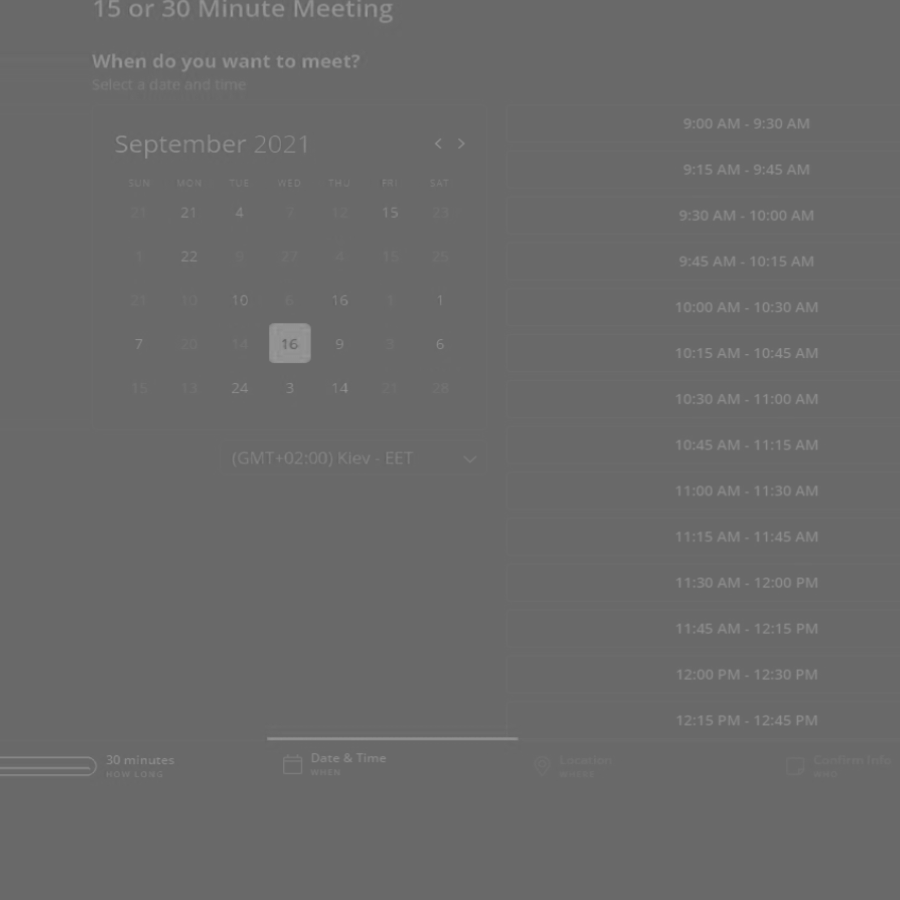 15 or 30 Minute Meeting
When do you want to meet?
Select a date and time
September 2021
SUN MON TUE WED THU FRI SAT
21 21 4 7 12 15 23
1 22 9 27 4 15 25
21 10 10 6 16 1 1
7 20 14 16 9 3 6
15 13 24 3 14 21 28
(GMT+02:00) Kiev - EET
9:00 AM - 9:30 AM
9:15 AM - 9:45 AM
9:30 AM - 10:00 AM
9:45 AM - 10:15 AM
10:00 AM - 10:30 AM
10:15 AM - 10:45 AM
10:30 AM - 11:00 AM
10:45 AM - 11:15 AM
11:00 AM - 11:30 AM
11:15 AM - 11:45 AM
11:30 AM - 12:00 PM
11:45 AM - 12:15 PM
12:00 PM - 12:30 PM
12:15 PM - 12:45 PM
30 minutes
HOW LONG
Date & Time
WHEN
Location
WHERE
Confirm Info
WHO